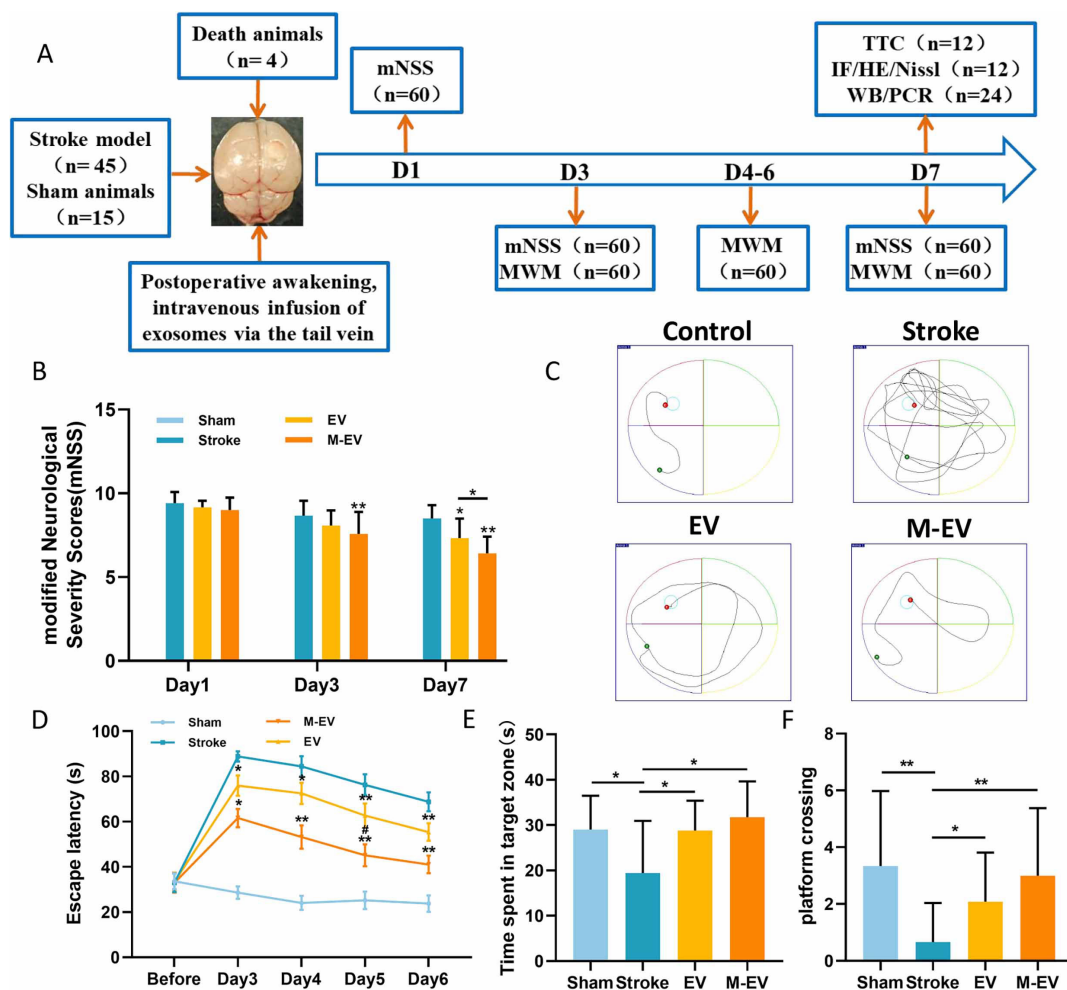 A
Death animals
(n= 4)
mNSS
(n=60)
TTC (n=12)
IF/HE/Nissl (n=12)
WB/PCR (n=24)
Stroke model
(n= 45)
Sham animals
(n=15)
D1
D3
D4-6
D7
mNSS (n=60)
MWM (n=60)
MWM
(n=60)
mNSS (n=60)
MWM (n=60)
Postoperative awakening,
intravenous infusion of
exosomes via the tail vein
B
Sham
Stroke
EV
M-EV
modified Neurological
Severity Scores(mNSS)
15
10
5
0
**
*
*
**
Day1
Day3
Day7
C
Control
Stroke
EV
M-EV
D
Sham
Stroke
M-EV
EV
Escape latency (s)
100
80
60
40
20
0
*
*
*
**
**
#
**
**
**
Before
Day3
Day4
Day5
Day6
E
Time spent in target zone(s)
50
40
30
20
10
0
*
*
*
Sham
Stroke
EV
M-EV
F
platform crossing
8
6
4
2
0
**
**
*
Sham
Stroke
EV
M-EV